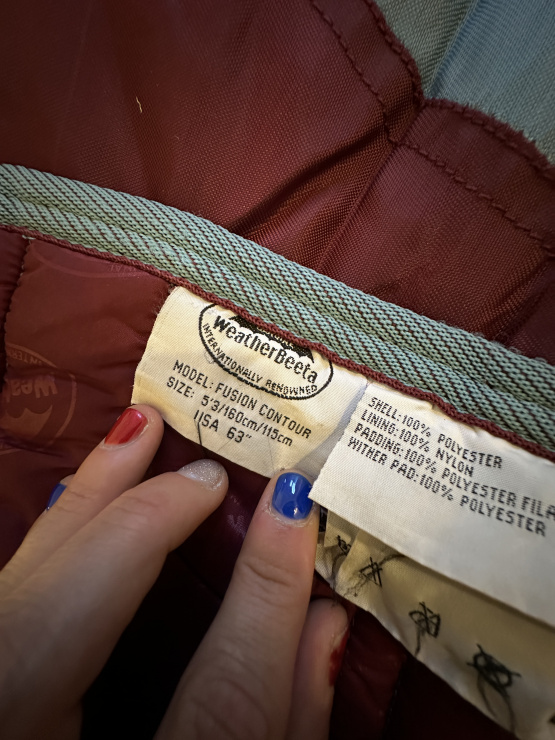 WeatherBeeta
INTERNATIONALLY RENOWNED
MODEL: FUSION CONTOUR
SIZE: 5'3/160cm/115cm
USA 63"
SHELL:100% POLYESTER
LINING:100% NYLON
PADDING:100% POLYESTER FILA
WITHER PAD:100% POLYESTER